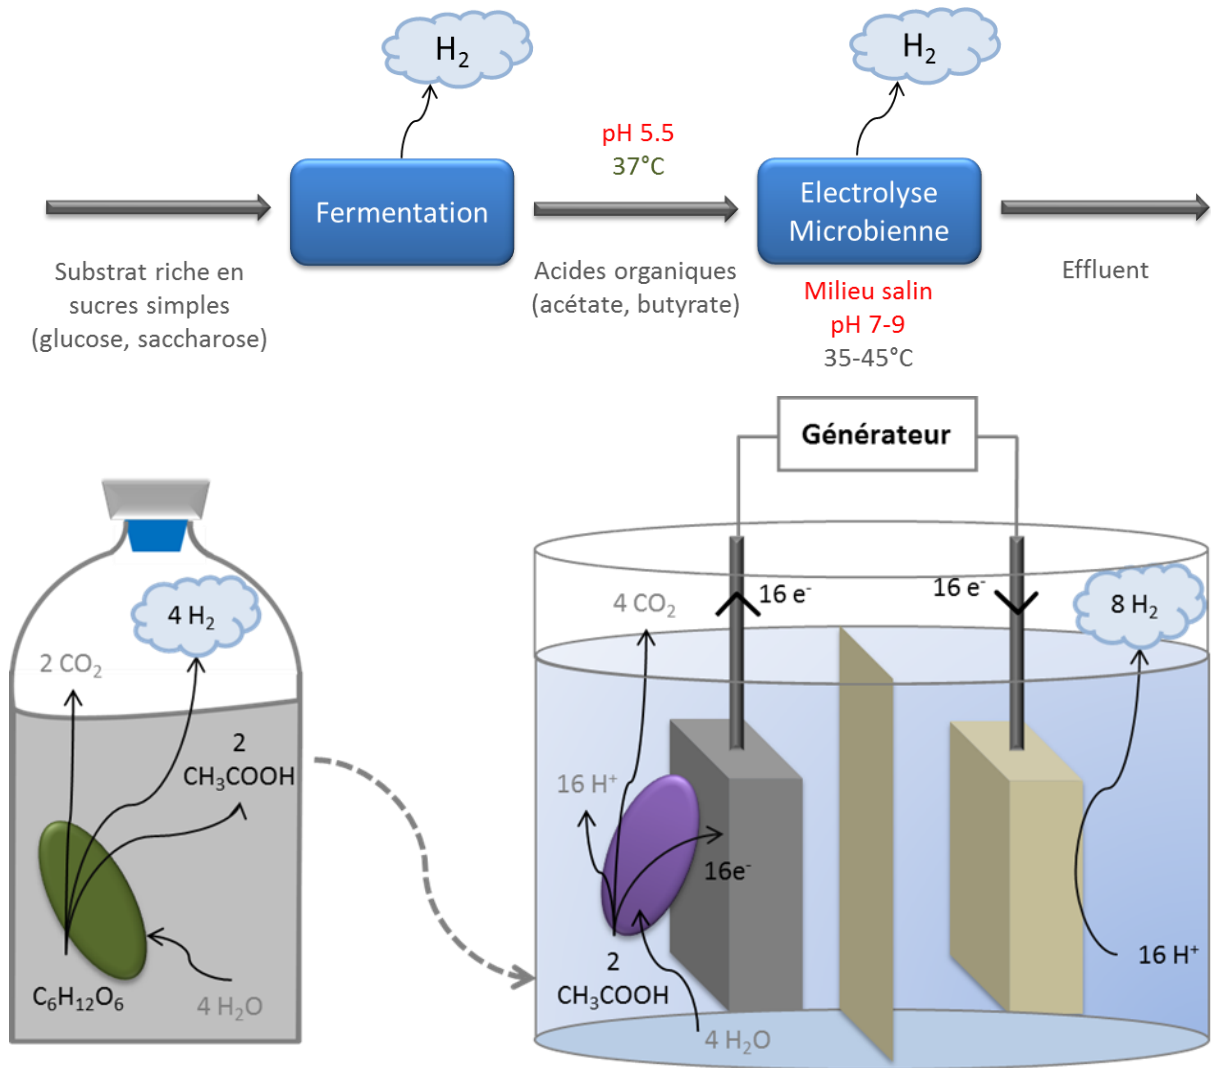 H₂
H₂
pH 5.5
37°C
Fermentation
Electrolyse
Microbienne
Substrat riche en
sucres simples
(glucose, saccharose)
Acides organiques
(acétate, butyrate)
Effluent
Milieu salin
pH 7-9
35-45°C
Générateur
4 H₂
2 CO₂
2
CH₃COOH
C₆H₁₂O₆
4 H₂O
4 CO₂
16 e⁻
16 e⁻
8 H₂
16 H⁺
16e⁻
2
CH₃COOH
4 H₂O
16 H⁺